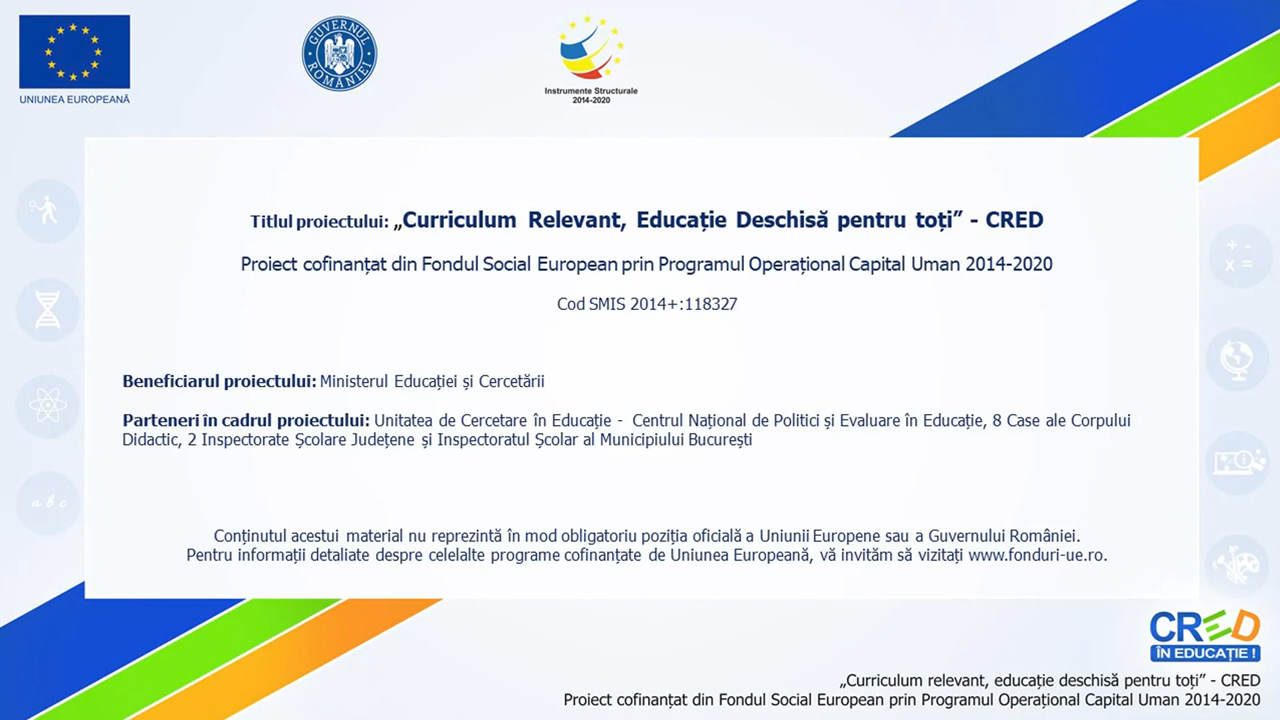 UNIUNEA EUROPEANĂ
GUVERNUL ROMÂNIEI
Instrumente Structurale
2014-2020
Titlul proiectului: „Curriculum Relevant, Educație Deschisă pentru toți” - CRED
Proiect cofinanțat din Fondul Social European prin Programul Operațional Capital Uman 2014-2020
Cod SMIS 2014+:118327
Beneficiarul proiectului: Ministerul Educației și Cercetării
Parteneri în cadrul proiectului: Unitatea de Cercetare în Educație - Centrul Național de Politici și Evaluare în Educație, 8 Case ale Corpului
Didactic, 2 Inspectorate Școlare Județene și Inspectoratul Școlar al Municipiului București
a b c
Conținutul acestui material nu reprezintă în mod obligatoriu poziția oficială a Uniunii Europene sau a Guvernului României.
Pentru informații detaliate despre celelalte programe cofinanțate de Uniunea Europeană, vă invităm să vizitați www.fonduri-ue.ro.
CRED
ÎN EDUCAȚIE !
„Curriculum relevant, educație deschisă pentru toți” - CRED
Proiect cofinanțat din Fondul Social European prin Programul Operațional Capital Uman 2014-2020